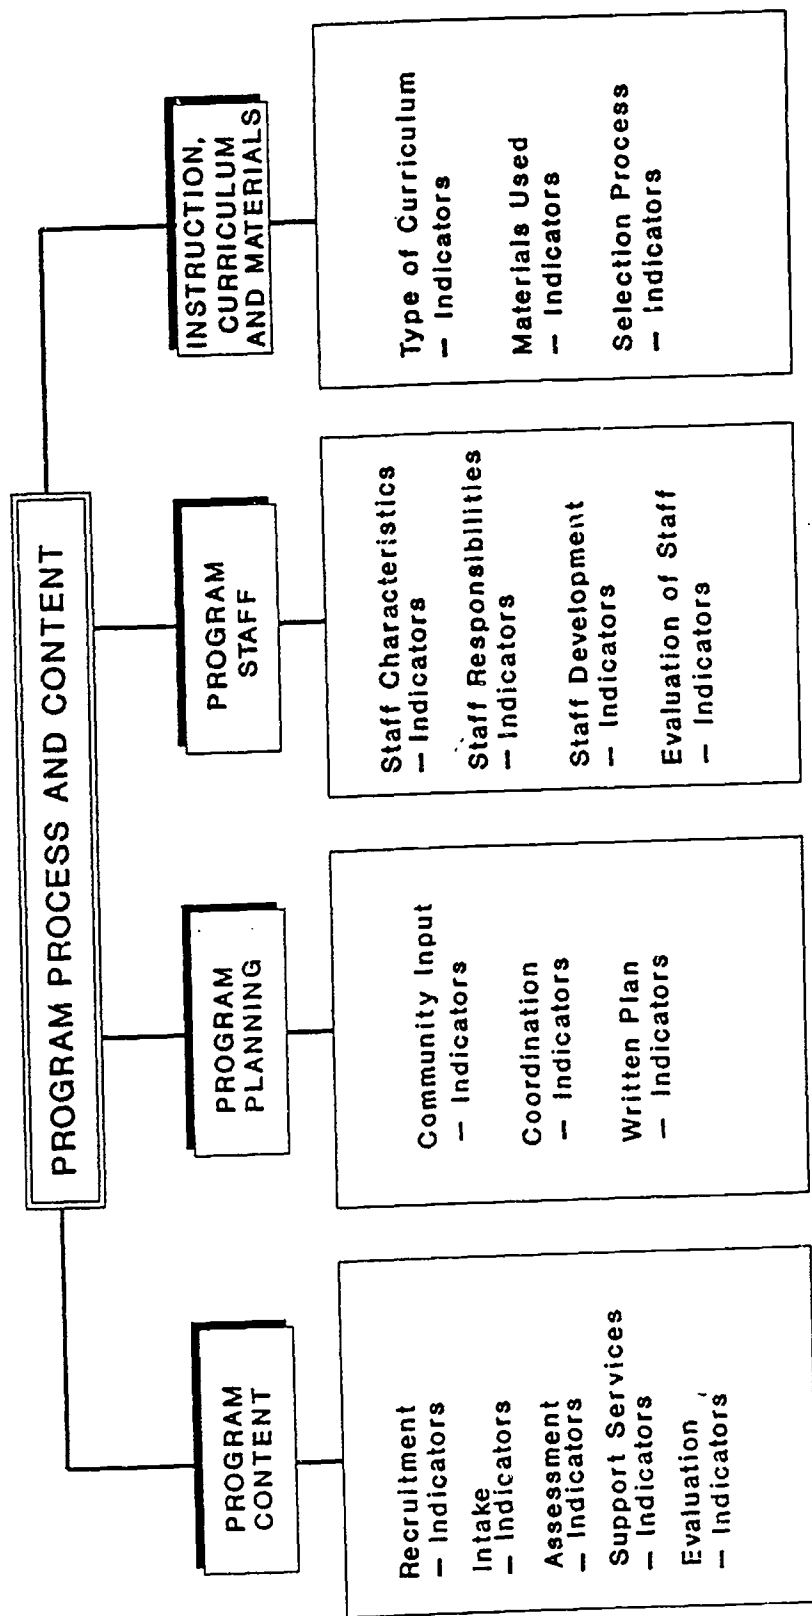 PROGRAM PROCESS AND CONTENT
PROGRAM
CONTENT
Recruitment
— Indicators
Intake
— Indicators
Assessment
— Indicators
Support Services
— Indicators
Evaluation
— Indicators
PROGRAM
PLANNING
Community Input
— Indicators
Coordination
— Indicators
Written Plan
— Indicators
PROGRAM
STAFF
Staff Characteristics
— Indicators
Staff Responsibilities
— Indicators
Staff Development
— Indicators
Evaluation of Staff
— Indicators
INSTRUCTION,
CURRICULUM
AND MATERIALS
Type of Curriculum
— Indicators
Materials Used
— Indicators
Selection Process
— Indicators